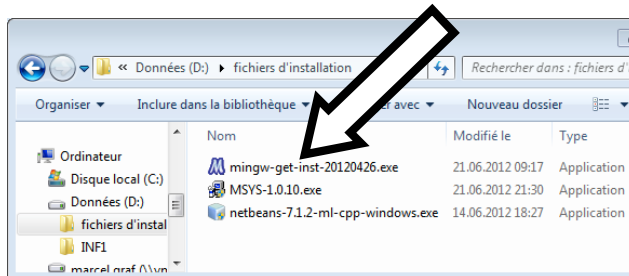 « Données (D:) ▸ fichiers d'installation
Rechercher dans : fichiers d'i
Organiser ▾ Inclure dans la bibliothèque ▾ avec ▾ Nouveau dossier
Nom Modifié le Type
Ordinateur
mingw-get-inst-20120426.exe 21.06.2012 09:17 Application
Disque local (C:)
MSYS-1.0.10.exe 21.06.2012 21:30 Application
Données (D:)
netbeans-7.1.2-ml-cpp-windows.exe 14.06.2012 18:27 Application
fichiers d'instal
INF1
marcel graf (\\vn